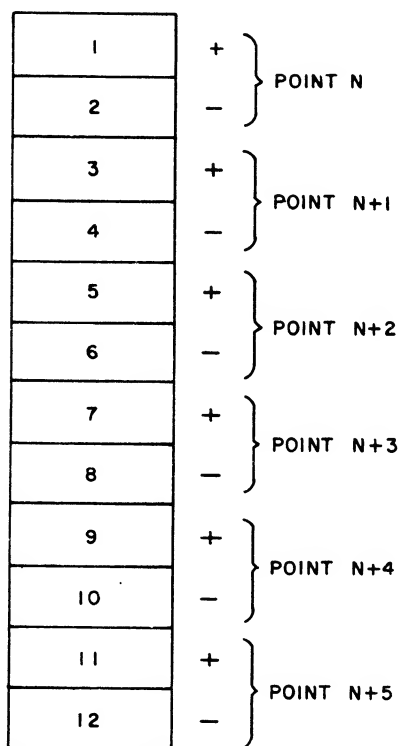 1 +
POINT N
2 −
3 +
POINT N+1
4 −
5 +
POINT N+2
6 −
7 +
POINT N+3
8 −
9 +
POINT N+4
10 −
11 +
POINT N+5
12 −